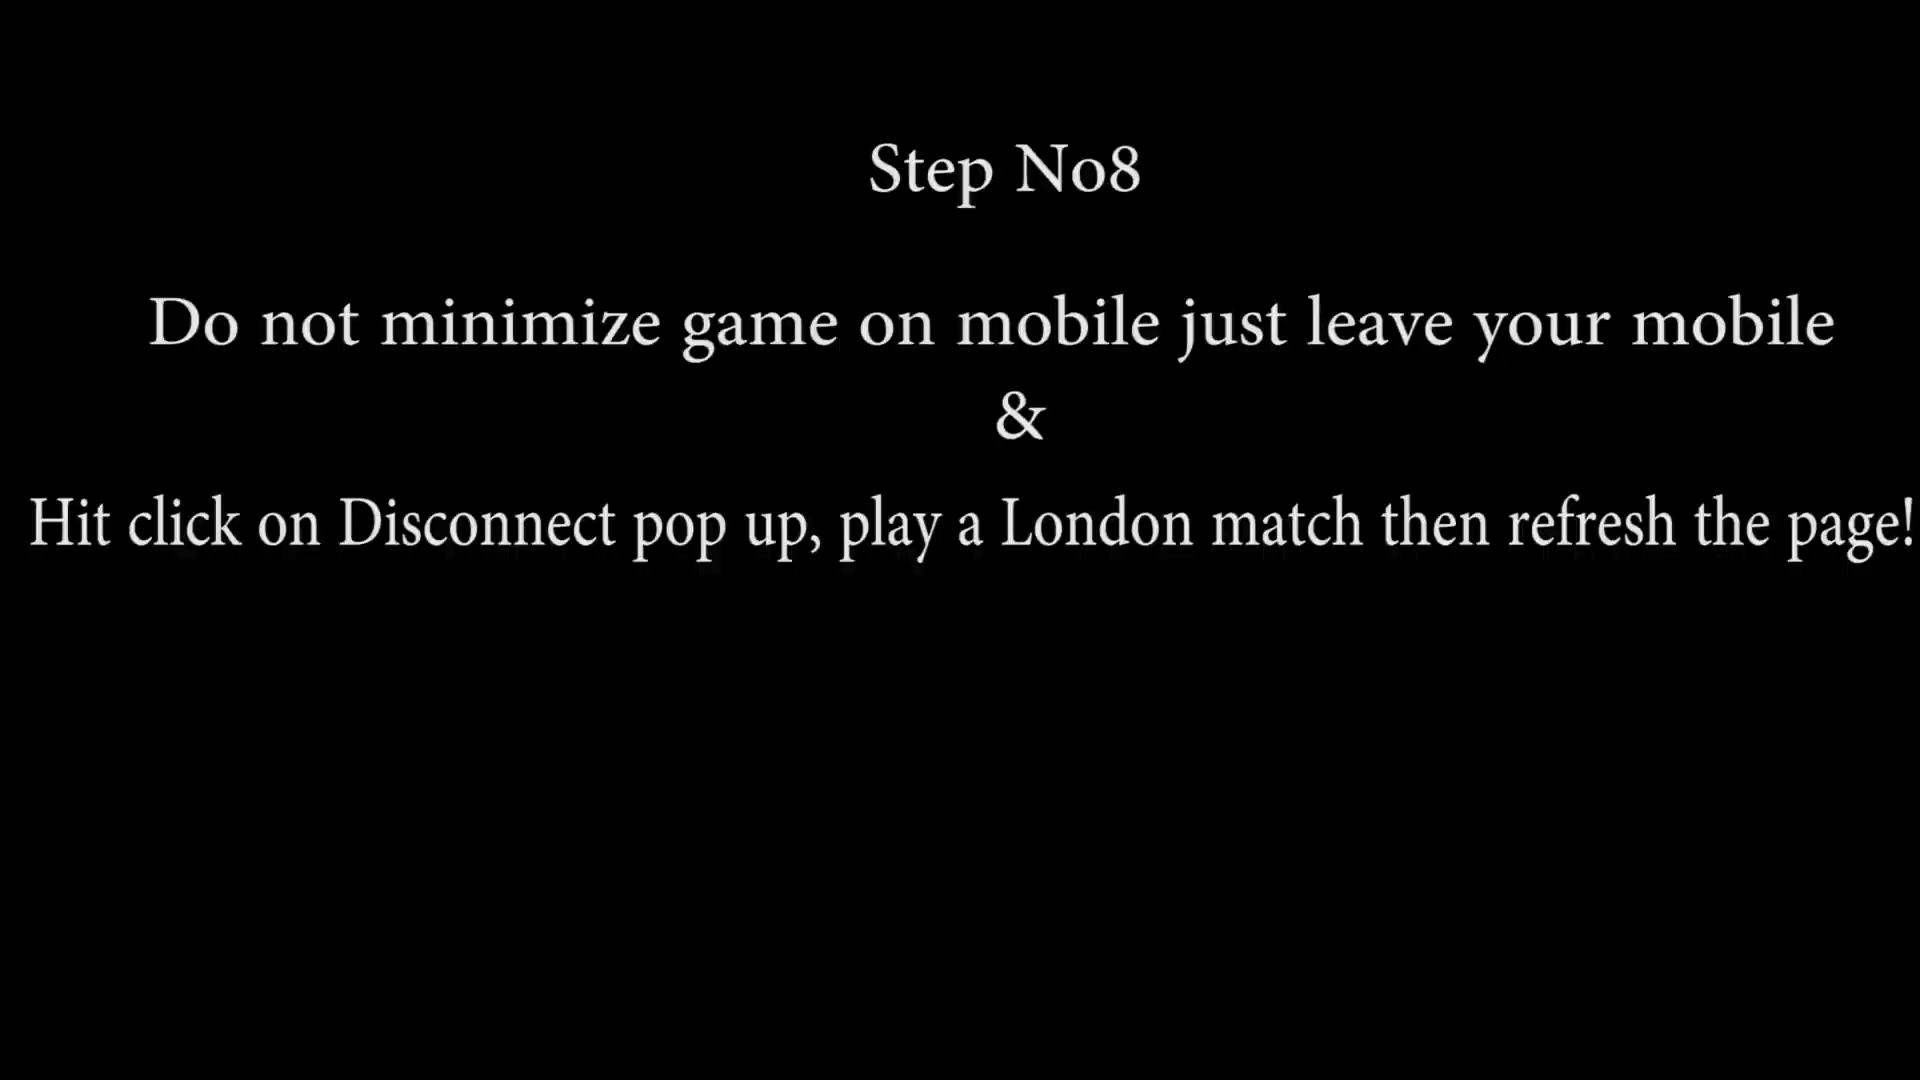 Step No8
Do not minimize game on mobile just leave your mobile
&
Hit click on Disconnect pop up, play a London match then refresh the page!